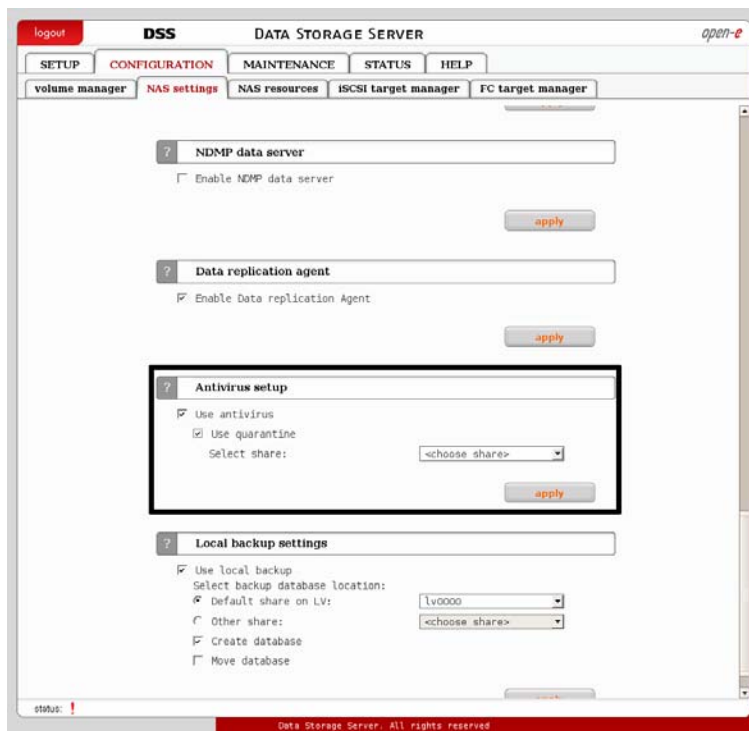 logout DSS DATA STORAGE SERVER open-e
SETUP CONFIGURATION MAINTENANCE STATUS HELP
volume manager NAS settings NAS resources iSCSI target manager FC target manager
? NDMP data server
Enable NDMP data server
apply
? Data replication agent
Enable Data replication Agent
apply
? Antivirus setup
Use antivirus
Use quarantine
Select share: <choose share>
apply
? Local backup settings
Use local backup
Select backup database location:
Default share on LV: lv0000
Other share: <choose share>
Create database
Move database
status: !
Data Storage Server. All rights reserved